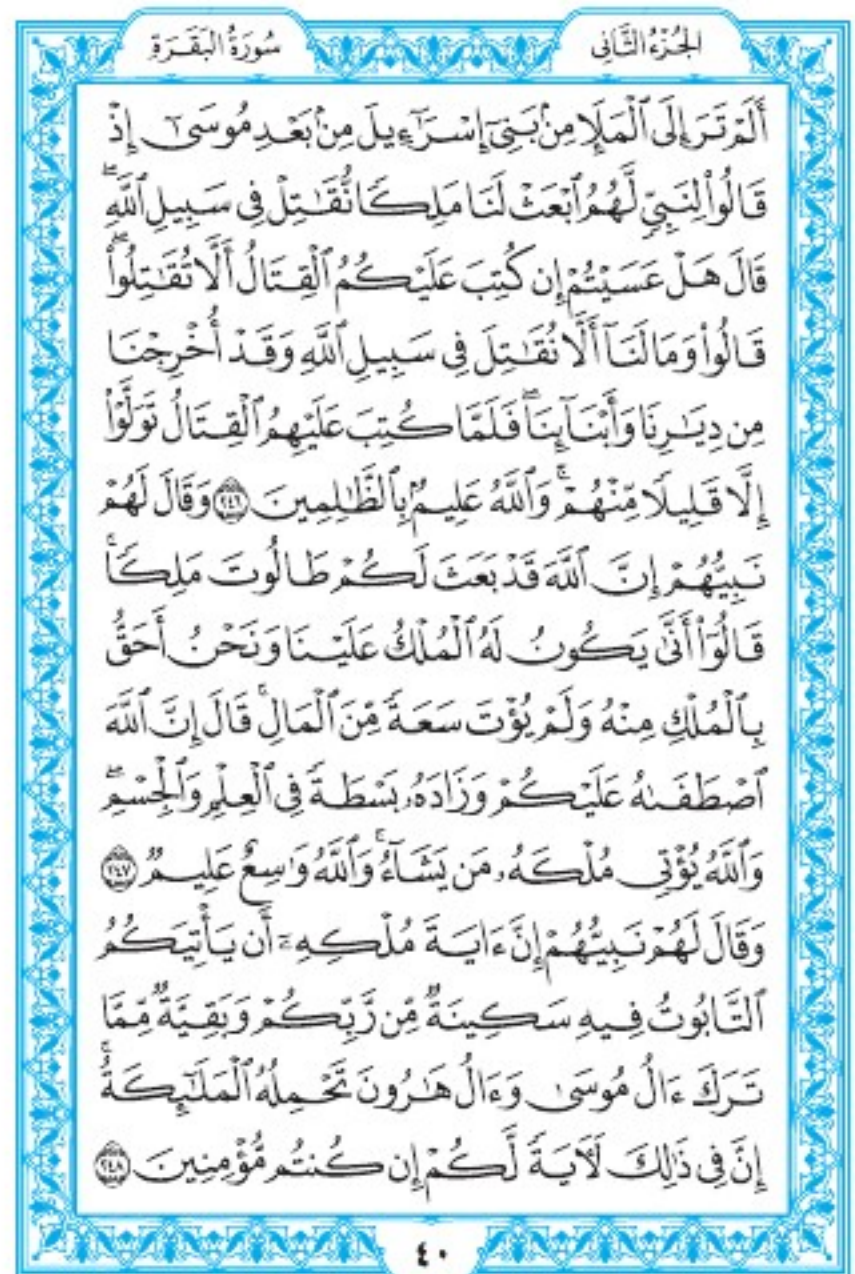 الجُزْءُ الثَّانِى
سُورَةُ البَقَرَةِ
أَلَمْ تَرَ إِلَى ٱلْمَلَإِ مِنۢ بَنِىٓ إِسْرَٰٓءِيلَ مِنۢ بَعْدِ مُوسَىٰٓ إِذْ
قَالُوا۟ لِنَبِىٍّ لَّهُمُ ٱبْعَثْ لَنَا مَلِكًا نُّقَٰتِلْ فِى سَبِيلِ ٱللَّهِ ۖ
قَالَ هَلْ عَسَيْتُمْ إِن كُتِبَ عَلَيْكُمُ ٱلْقِتَالُ أَلَّا تُقَٰتِلُوا۟ ۖ
قَالُوا۟ وَمَا لَنَآ أَلَّا نُقَٰتِلَ فِى سَبِيلِ ٱللَّهِ وَقَدْ أُخْرِجْنَا
مِن دِيَٰرِنَا وَأَبْنَآئِنَا ۖ فَلَمَّا كُتِبَ عَلَيْهِمُ ٱلْقِتَالُ تَوَلَّوْا۟
إِلَّا قَلِيلًا مِّنْهُمْ ۗ وَٱللَّهُ عَلِيمٌۢ بِٱلظَّٰلِمِينَ ٢٤٦ وَقَالَ لَهُمْ
نَبِيُّهُمْ إِنَّ ٱللَّهَ قَدْ بَعَثَ لَكُمْ طَالُوتَ مَلِكًا ۚ
قَالُوٓا۟ أَنَّىٰ يَكُونُ لَهُ ٱلْمُلْكُ عَلَيْنَا وَنَحْنُ أَحَقُّ
بِٱلْمُلْكِ مِنْهُ وَلَمْ يُؤْتَ سَعَةً مِّنَ ٱلْمَالِ ۚ قَالَ إِنَّ ٱللَّهَ
ٱصْطَفَىٰهُ عَلَيْكُمْ وَزَادَهُۥ بَسْطَةً فِى ٱلْعِلْمِ وَٱلْجِسْمِ ۖ
وَٱللَّهُ يُؤْتِى مُلْكَهُۥ مَن يَشَآءُ ۚ وَٱللَّهُ وَٰسِعٌ عَلِيمٌ ٢٤٧
وَقَالَ لَهُمْ نَبِيُّهُمْ إِنَّ ءَايَةَ مُلْكِهِۦٓ أَن يَأْتِيَكُمُ
ٱلتَّابُوتُ فِيهِ سَكِينَةٌ مِّن رَّبِّكُمْ وَبَقِيَّةٌ مِّمَّا
تَرَكَ ءَالُ مُوسَىٰ وَءَالُ هَٰرُونَ تَحْمِلُهُ ٱلْمَلَٰٓئِكَةُ ۚ
إِنَّ فِى ذَٰلِكَ لَءَايَةً لَّكُمْ إِن كُنتُم مُّؤْمِنِينَ ٢٤٨
٤٠